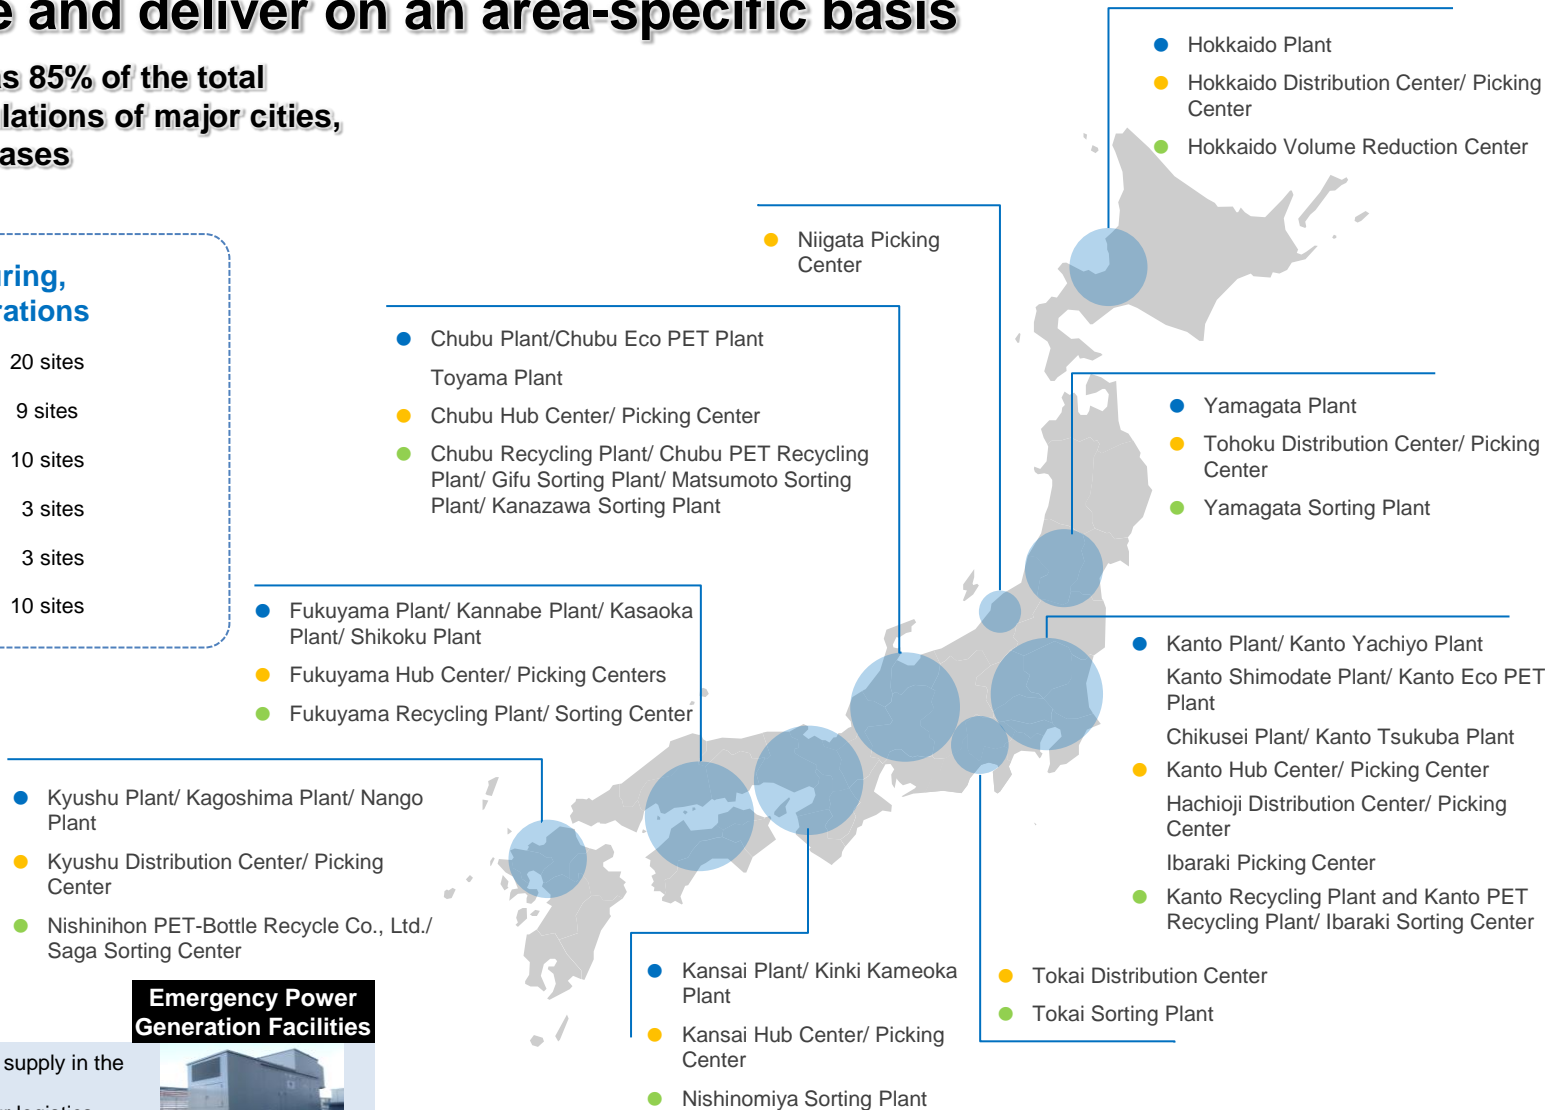 e and deliver on an area-specific basis
as 85% of the total
lations of major cities,
ases
ring,
rations
20 sites
9 sites
10 sites
3 sites
3 sites
10 sites
Hokkaido Plant
Hokkaido Distribution Center/ Picking
Center
Hokkaido Volume Reduction Center
Niigata Picking
Center
Chubu Plant/Chubu Eco PET Plant
Toyama Plant
Chubu Hub Center/ Picking Center
Chubu Recycling Plant/ Chubu PET Recycling
Plant/ Gifu Sorting Plant/ Matsumoto Sorting
Plant/ Kanazawa Sorting Plant
Yamagata Plant
Tohoku Distribution Center/ Picking
Center
Yamagata Sorting Plant
Fukuyama Plant/ Kannabe Plant/ Kasaoka
Plant/ Shikoku Plant
Fukuyama Hub Center/ Picking Centers
Fukuyama Recycling Plant/ Sorting Center
Kanto Plant/ Kanto Yachiyo Plant
Kanto Shimodate Plant/ Kanto Eco PET
Plant
Chikusei Plant/ Kanto Tsukuba Plant
Kanto Hub Center/ Picking Center
Hachioji Distribution Center/ Picking
Center
Ibaraki Picking Center
Kanto Recycling Plant and Kanto PET
Recycling Plant/ Ibaraki Sorting Center
Kyushu Plant/ Kagoshima Plant/ Nango
Plant
Kyushu Distribution Center/ Picking
Center
Nishinihon PET-Bottle Recycle Co., Ltd./
Saga Sorting Center
Kansai Plant/ Kinki Kameoka
Plant
Kansai Hub Center/ Picking
Center
Nishinomiya Sorting Plant
Tokai Distribution Center
Tokai Sorting Plant
Emergency Power
Generation Facilities
supply in the
logistics